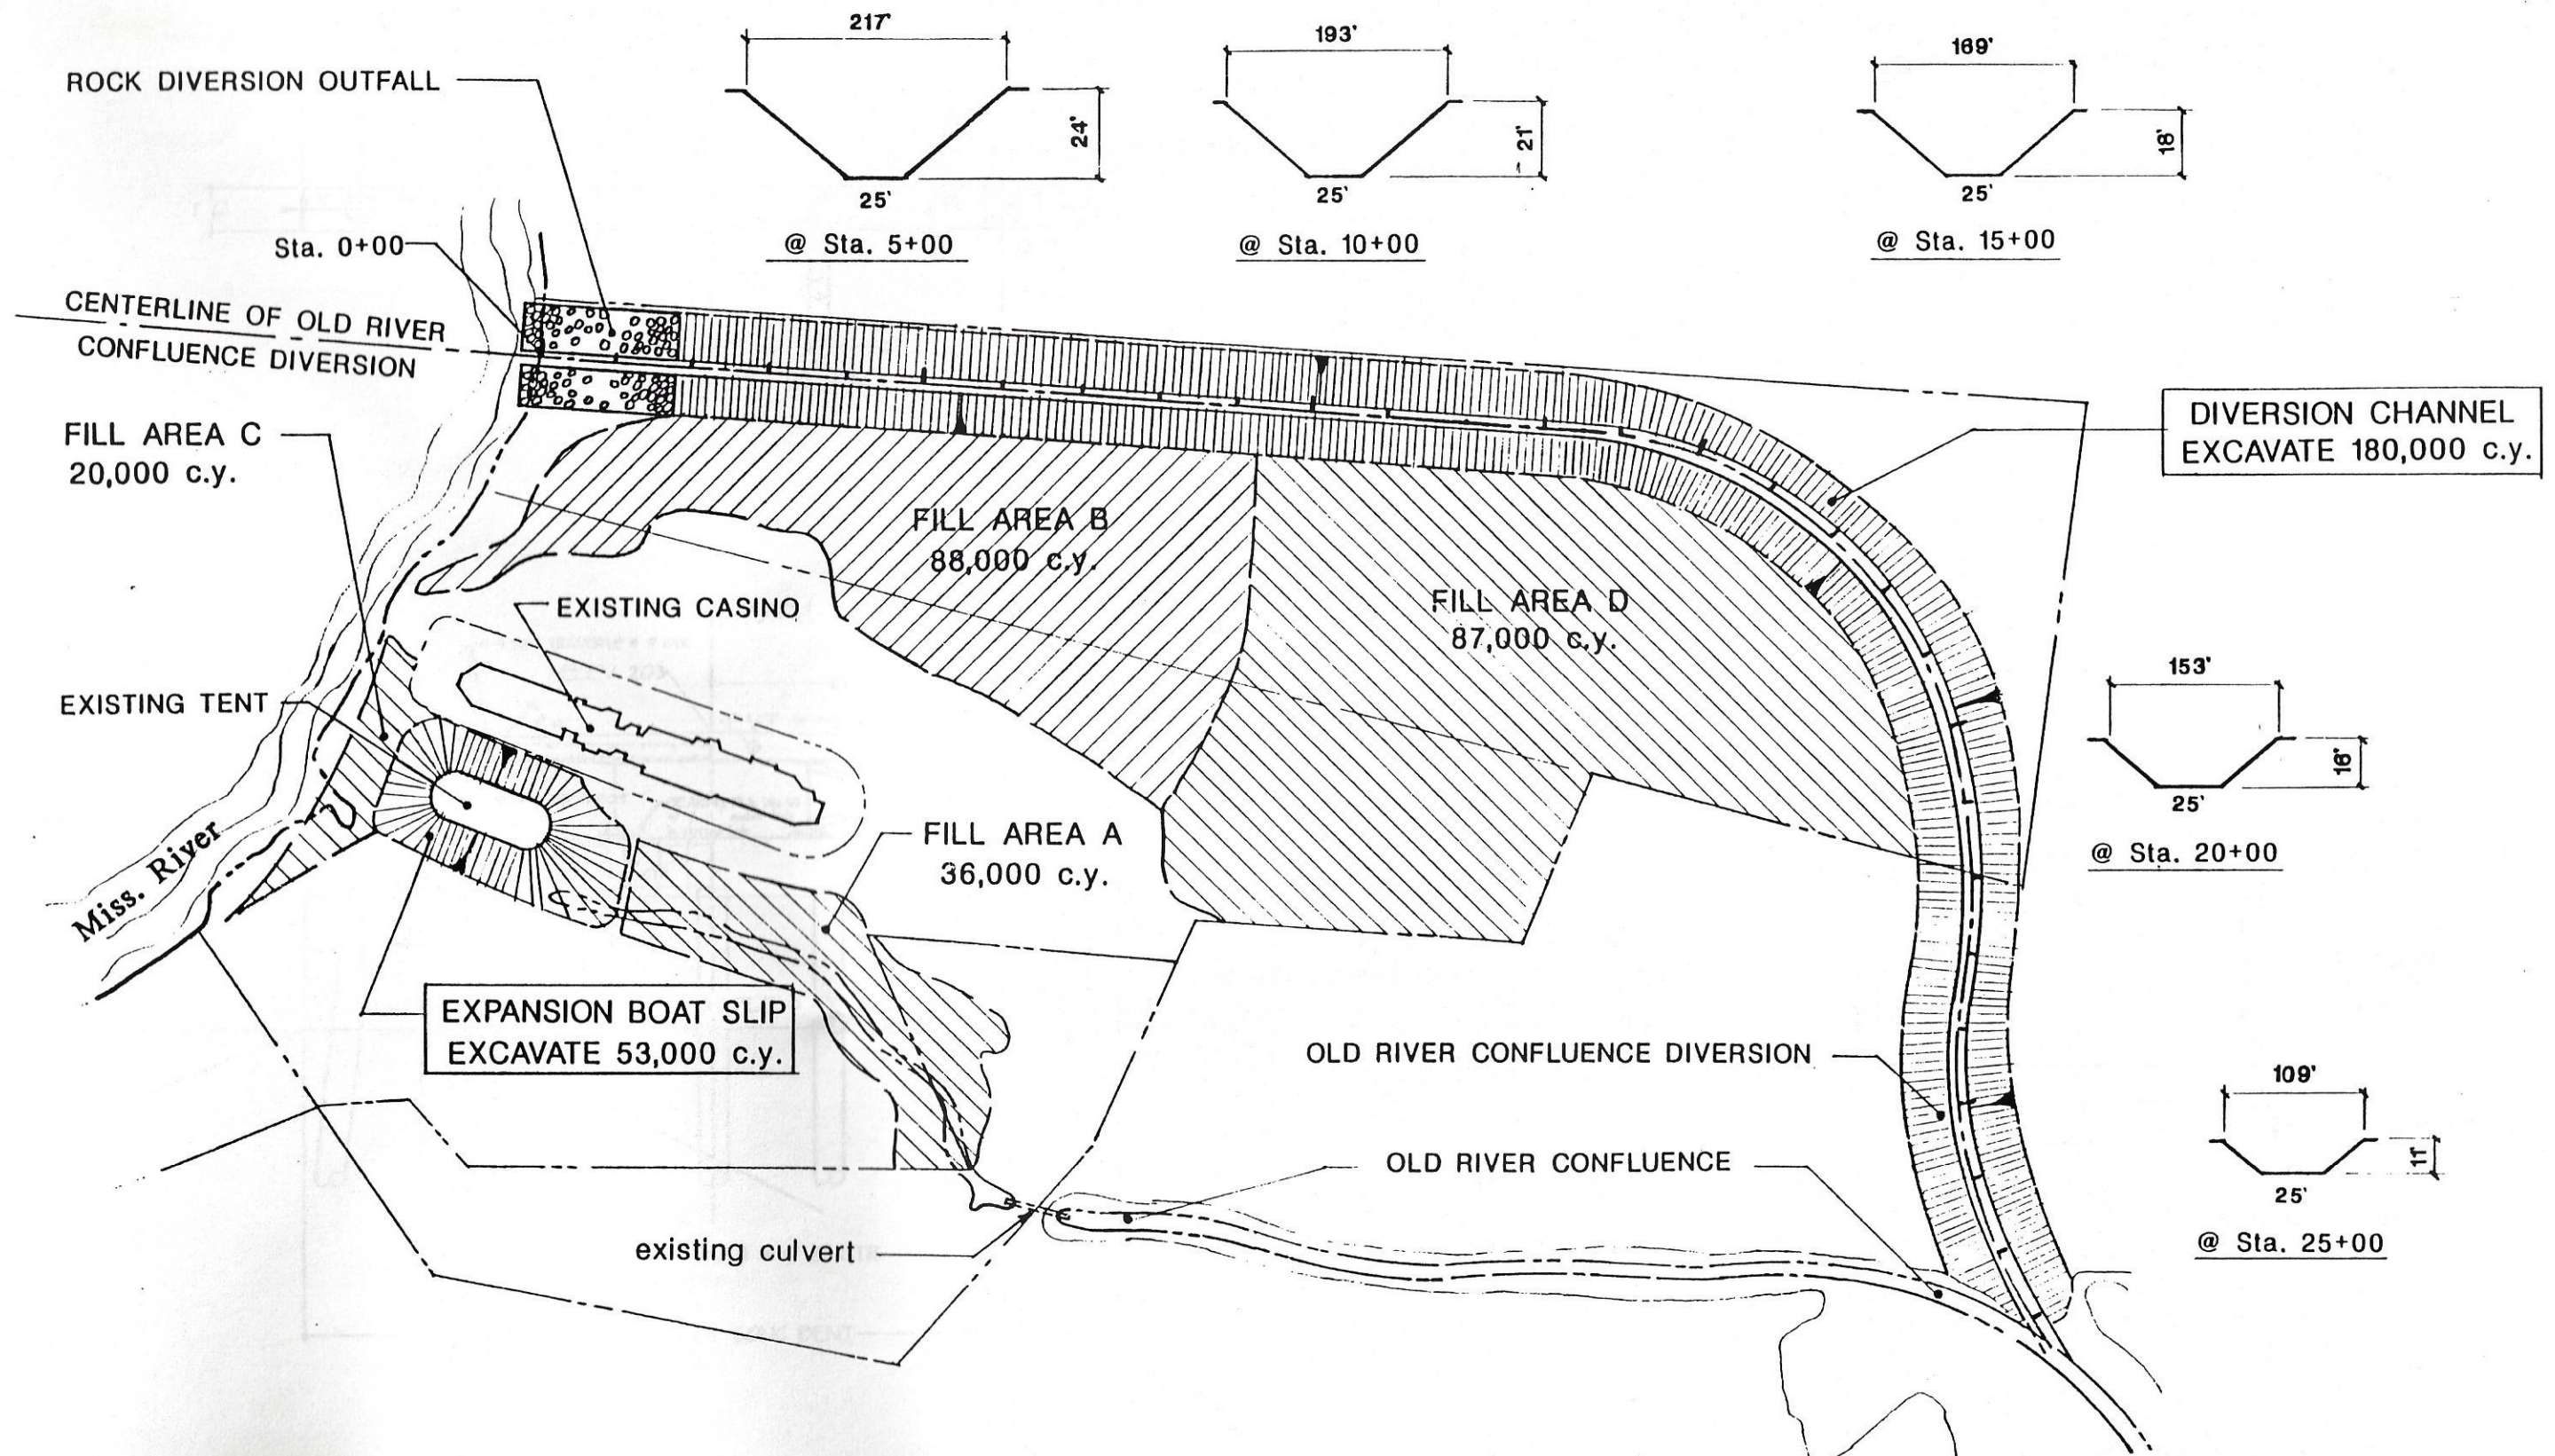 217'
193'
169'
ROCK DIVERSION OUTFALL
24'
21'
18'
25'
25'
25'
@ Sta. 5+00
@ Sta. 10+00
@ Sta. 15+00
Sta. 0+00
CENTERLINE OF OLD RIVER
CONFLUENCE DIVERSION
DIVERSION CHANNEL
EXCAVATE 180,000 c.y.
FILL AREA C
20,000 c.y.
FILL AREA B
88,000 c.y.
FILL AREA D
87,000 c.y.
EXISTING CASINO
EXISTING TENT
153'
16'
25'
@ Sta. 20+00
Miss. River
FILL AREA A
36,000 c.y.
EXPANSION BOAT SLIP
EXCAVATE 53,000 c.y.
OLD RIVER CONFLUENCE DIVERSION
109'
11'
25'
@ Sta. 25+00
OLD RIVER CONFLUENCE
existing culvert